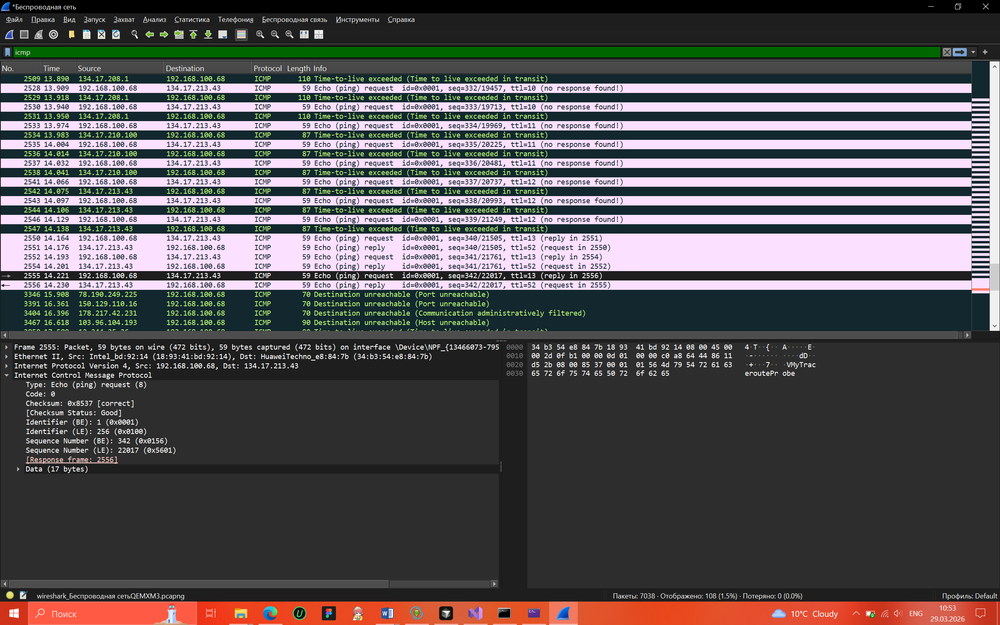 *Беспроводная сеть
Файл Правка Вид Запуск Захват Анализ Статистика Телефония Беспроводная связь Инструменты Справка
icmp
No. Time Source Destination Protocol Length Info
2509 13.890 134.17.208.1 192.168.100.68 ICMP 110 Time-to-live exceeded (Time to live exceeded in transit)
2528 13.909 192.168.100.68 134.17.213.43 ICMP 59 Echo (ping) request id=0x0001, seq=332/19457, ttl=10 (no response found!)
2529 13.918 134.17.208.1 192.168.100.68 ICMP 110 Time-to-live exceeded (Time to live exceeded in transit)
2530 13.940 192.168.100.68 134.17.213.43 ICMP 59 Echo (ping) request id=0x0001, seq=333/19713, ttl=10 (no response found!)
2531 13.950 134.17.208.1 192.168.100.68 ICMP 110 Time-to-live exceeded (Time to live exceeded in transit)
2533 13.974 192.168.100.68 134.17.213.43 ICMP 59 Echo (ping) request id=0x0001, seq=334/19969, ttl=11 (no response found!)
2534 13.983 134.17.210.100 192.168.100.68 ICMP 87 Time-to-live exceeded (Time to live exceeded in transit)
2535 14.004 192.168.100.68 134.17.213.43 ICMP 59 Echo (ping) request id=0x0001, seq=335/20225, ttl=11 (no response found!)
2536 14.014 134.17.210.100 192.168.100.68 ICMP 87 Time-to-live exceeded (Time to live exceeded in transit)
2537 14.032 192.168.100.68 134.17.213.43 ICMP 59 Echo (ping) request id=0x0001, seq=336/20481, ttl=11 (no response found!)
2538 14.041 134.17.210.100 192.168.100.68 ICMP 87 Time-to-live exceeded (Time to live exceeded in transit)
2541 14.066 192.168.100.68 134.17.213.43 ICMP 59 Echo (ping) request id=0x0001, seq=337/20737, ttl=12 (no response found!)
2542 14.075 134.17.213.43 192.168.100.68 ICMP 87 Time-to-live exceeded (Time to live exceeded in transit)
2543 14.097 192.168.100.68 134.17.213.43 ICMP 59 Echo (ping) request id=0x0001, seq=338/20993, ttl=12 (no response found!)
2544 14.106 134.17.213.43 192.168.100.68 ICMP 87 Time-to-live exceeded (Time to live exceeded in transit)
2546 14.129 192.168.100.68 134.17.213.43 ICMP 59 Echo (ping) request id=0x0001, seq=339/21249, ttl=12 (no response found!)
2547 14.138 134.17.213.43 192.168.100.68 ICMP 87 Time-to-live exceeded (Time to live exceeded in transit)
2550 14.164 192.168.100.68 134.17.213.43 ICMP 59 Echo (ping) request id=0x0001, seq=340/21505, ttl=13 (reply in 2551)
2551 14.176 134.17.213.43 192.168.100.68 ICMP 59 Echo (ping) reply id=0x0001, seq=340/21505, ttl=52 (request in 2550)
2552 14.193 192.168.100.68 134.17.213.43 ICMP 59 Echo (ping) request id=0x0001, seq=341/21761, ttl=13 (reply in 2554)
2554 14.201 134.17.213.43 192.168.100.68 ICMP 59 Echo (ping) reply id=0x0001, seq=341/21761, ttl=52 (request in 2552)
2555 14.221 192.168.100.68 134.17.213.43 ICMP 59 Echo (ping) request id=0x0001, seq=342/22017, ttl=13 (reply in 2556)
2556 14.230 134.17.213.43 192.168.100.68 ICMP 59 Echo (ping) reply id=0x0001, seq=342/22017, ttl=52 (request in 2555)
3346 15.908 78.190.249.225 192.168.100.68 ICMP 70 Destination unreachable (Port unreachable)
3391 16.361 150.129.110.16 192.168.100.68 ICMP 70 Destination unreachable (Port unreachable)
3404 16.396 178.217.42.231 192.168.100.68 ICMP 70 Destination unreachable (Communication administratively filtered)
3467 16.618 103.96.104.193 192.168.100.68 ICMP 90 Destination unreachable (Host unreachable)
Frame 2555: Packet, 59 bytes on wire (472 bits), 59 bytes captured (472 bits) on interface \Device\NPF_{13466073-795
Ethernet II, Src: Intel_bd:92:14 (18:93:41:bd:92:14), Dst: HuaweiTechno_e8:84:7b (34:b3:54:e8:84:7b)
Internet Protocol Version 4, Src: 192.168.100.68, Dst: 134.17.213.43
Internet Control Message Protocol
Type: Echo (ping) request (8)
Code: 0
Checksum: 0x8537 [correct]
[Checksum Status: Good]
Identifier (BE): 1 (0x0001)
Identifier (LE): 256 (0x0100)
Sequence Number (BE): 342 (0x0156)
Sequence Number (LE): 22017 (0x5601)
[Response frame: 2556]
Data (17 bytes)
0000 34 b3 54 e8 84 7b 18 93 41 bd 92 14 08 00 45 00 4·T··{·· A·····E·
0010 00 2d 0f b1 00 00 0d 01 00 00 c0 a8 64 44 86 11 ·-······ ····dD··
0020 d5 2b 08 00 85 37 00 01 01 56 4d 79 54 72 61 63 ·+···7·· ·VMyTrac
0030 65 72 6f 75 74 65 50 72 6f 62 65 eroutePr obe
wireshark_Беспроводная сетьQEMXM3.pcapng
Пакеты: 7038 · Отображено: 108 (1.5%) · Потеряно: 0 (0.0%)
Профиль: Default
Поиск
10°C Cloudy
ENG
10:53
29.03.2026